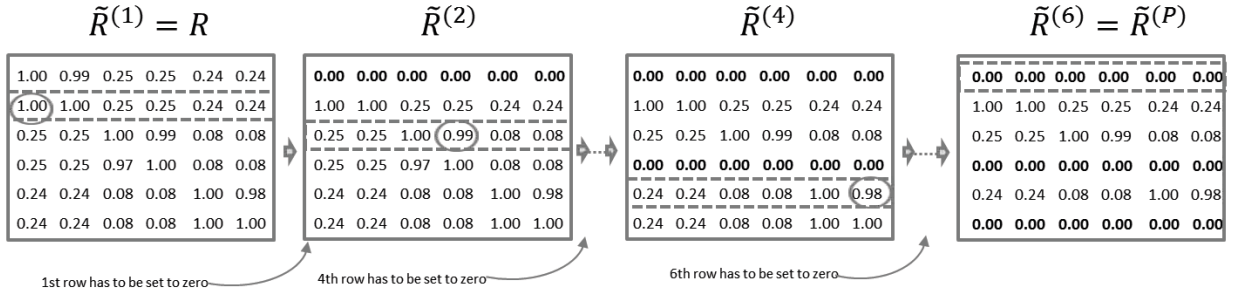 R̃⁽¹⁾ = R
R̃⁽²⁾
R̃⁽⁴⁾
R̃⁽⁶⁾ = R̃⁽ᴾ⁾
1.00 0.99 0.25 0.25 0.24 0.24
1.00 1.00 0.25 0.25 0.24 0.24
0.25 0.25 1.00 0.99 0.08 0.08
0.25 0.25 0.97 1.00 0.08 0.08
0.24 0.24 0.08 0.08 1.00 0.98
0.24 0.24 0.08 0.08 1.00 1.00
0.00 0.00 0.00 0.00 0.00 0.00
1.00 1.00 0.25 0.25 0.24 0.24
0.25 0.25 1.00 0.99 0.08 0.08
0.25 0.25 0.97 1.00 0.08 0.08
0.24 0.24 0.08 0.08 1.00 0.98
0.24 0.24 0.08 0.08 1.00 1.00
0.00 0.00 0.00 0.00 0.00 0.00
1.00 1.00 0.25 0.25 0.24 0.24
0.25 0.25 1.00 0.99 0.08 0.08
0.00 0.00 0.00 0.00 0.00 0.00
0.24 0.24 0.08 0.08 1.00 0.98
0.24 0.24 0.08 0.08 1.00 1.00
0.00 0.00 0.00 0.00 0.00 0.00
1.00 1.00 0.25 0.25 0.24 0.24
0.25 0.25 1.00 0.99 0.08 0.08
0.00 0.00 0.00 0.00 0.00 0.00
0.24 0.24 0.08 0.08 1.00 0.98
0.00 0.00 0.00 0.00 0.00 0.00
1st row has to be set to zero
4th row has to be set to zero
6th row has to be set to zero